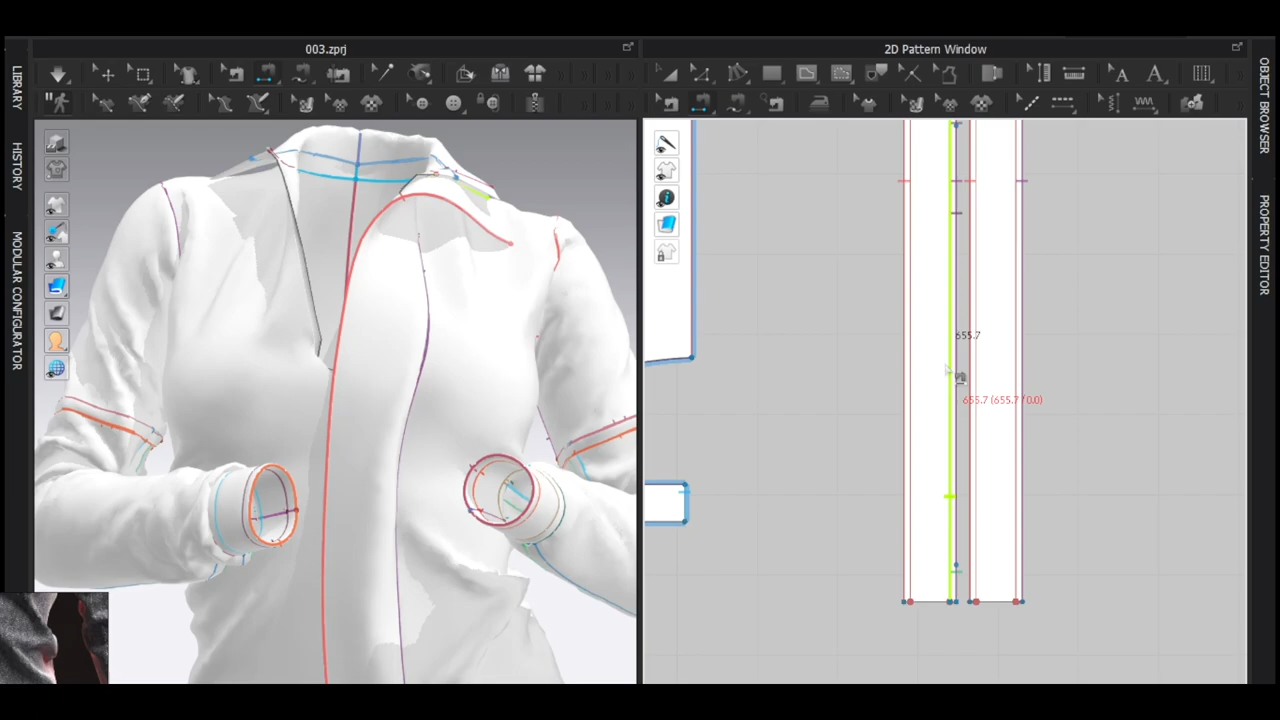 003.zprj
2D Pattern Window
LIBRARY
HISTORY
MODULAR CONFIGURATOR
OBJECT BROWSER
PROPERTY EDITOR
655.7
655.7 (655.7 / 0.0)